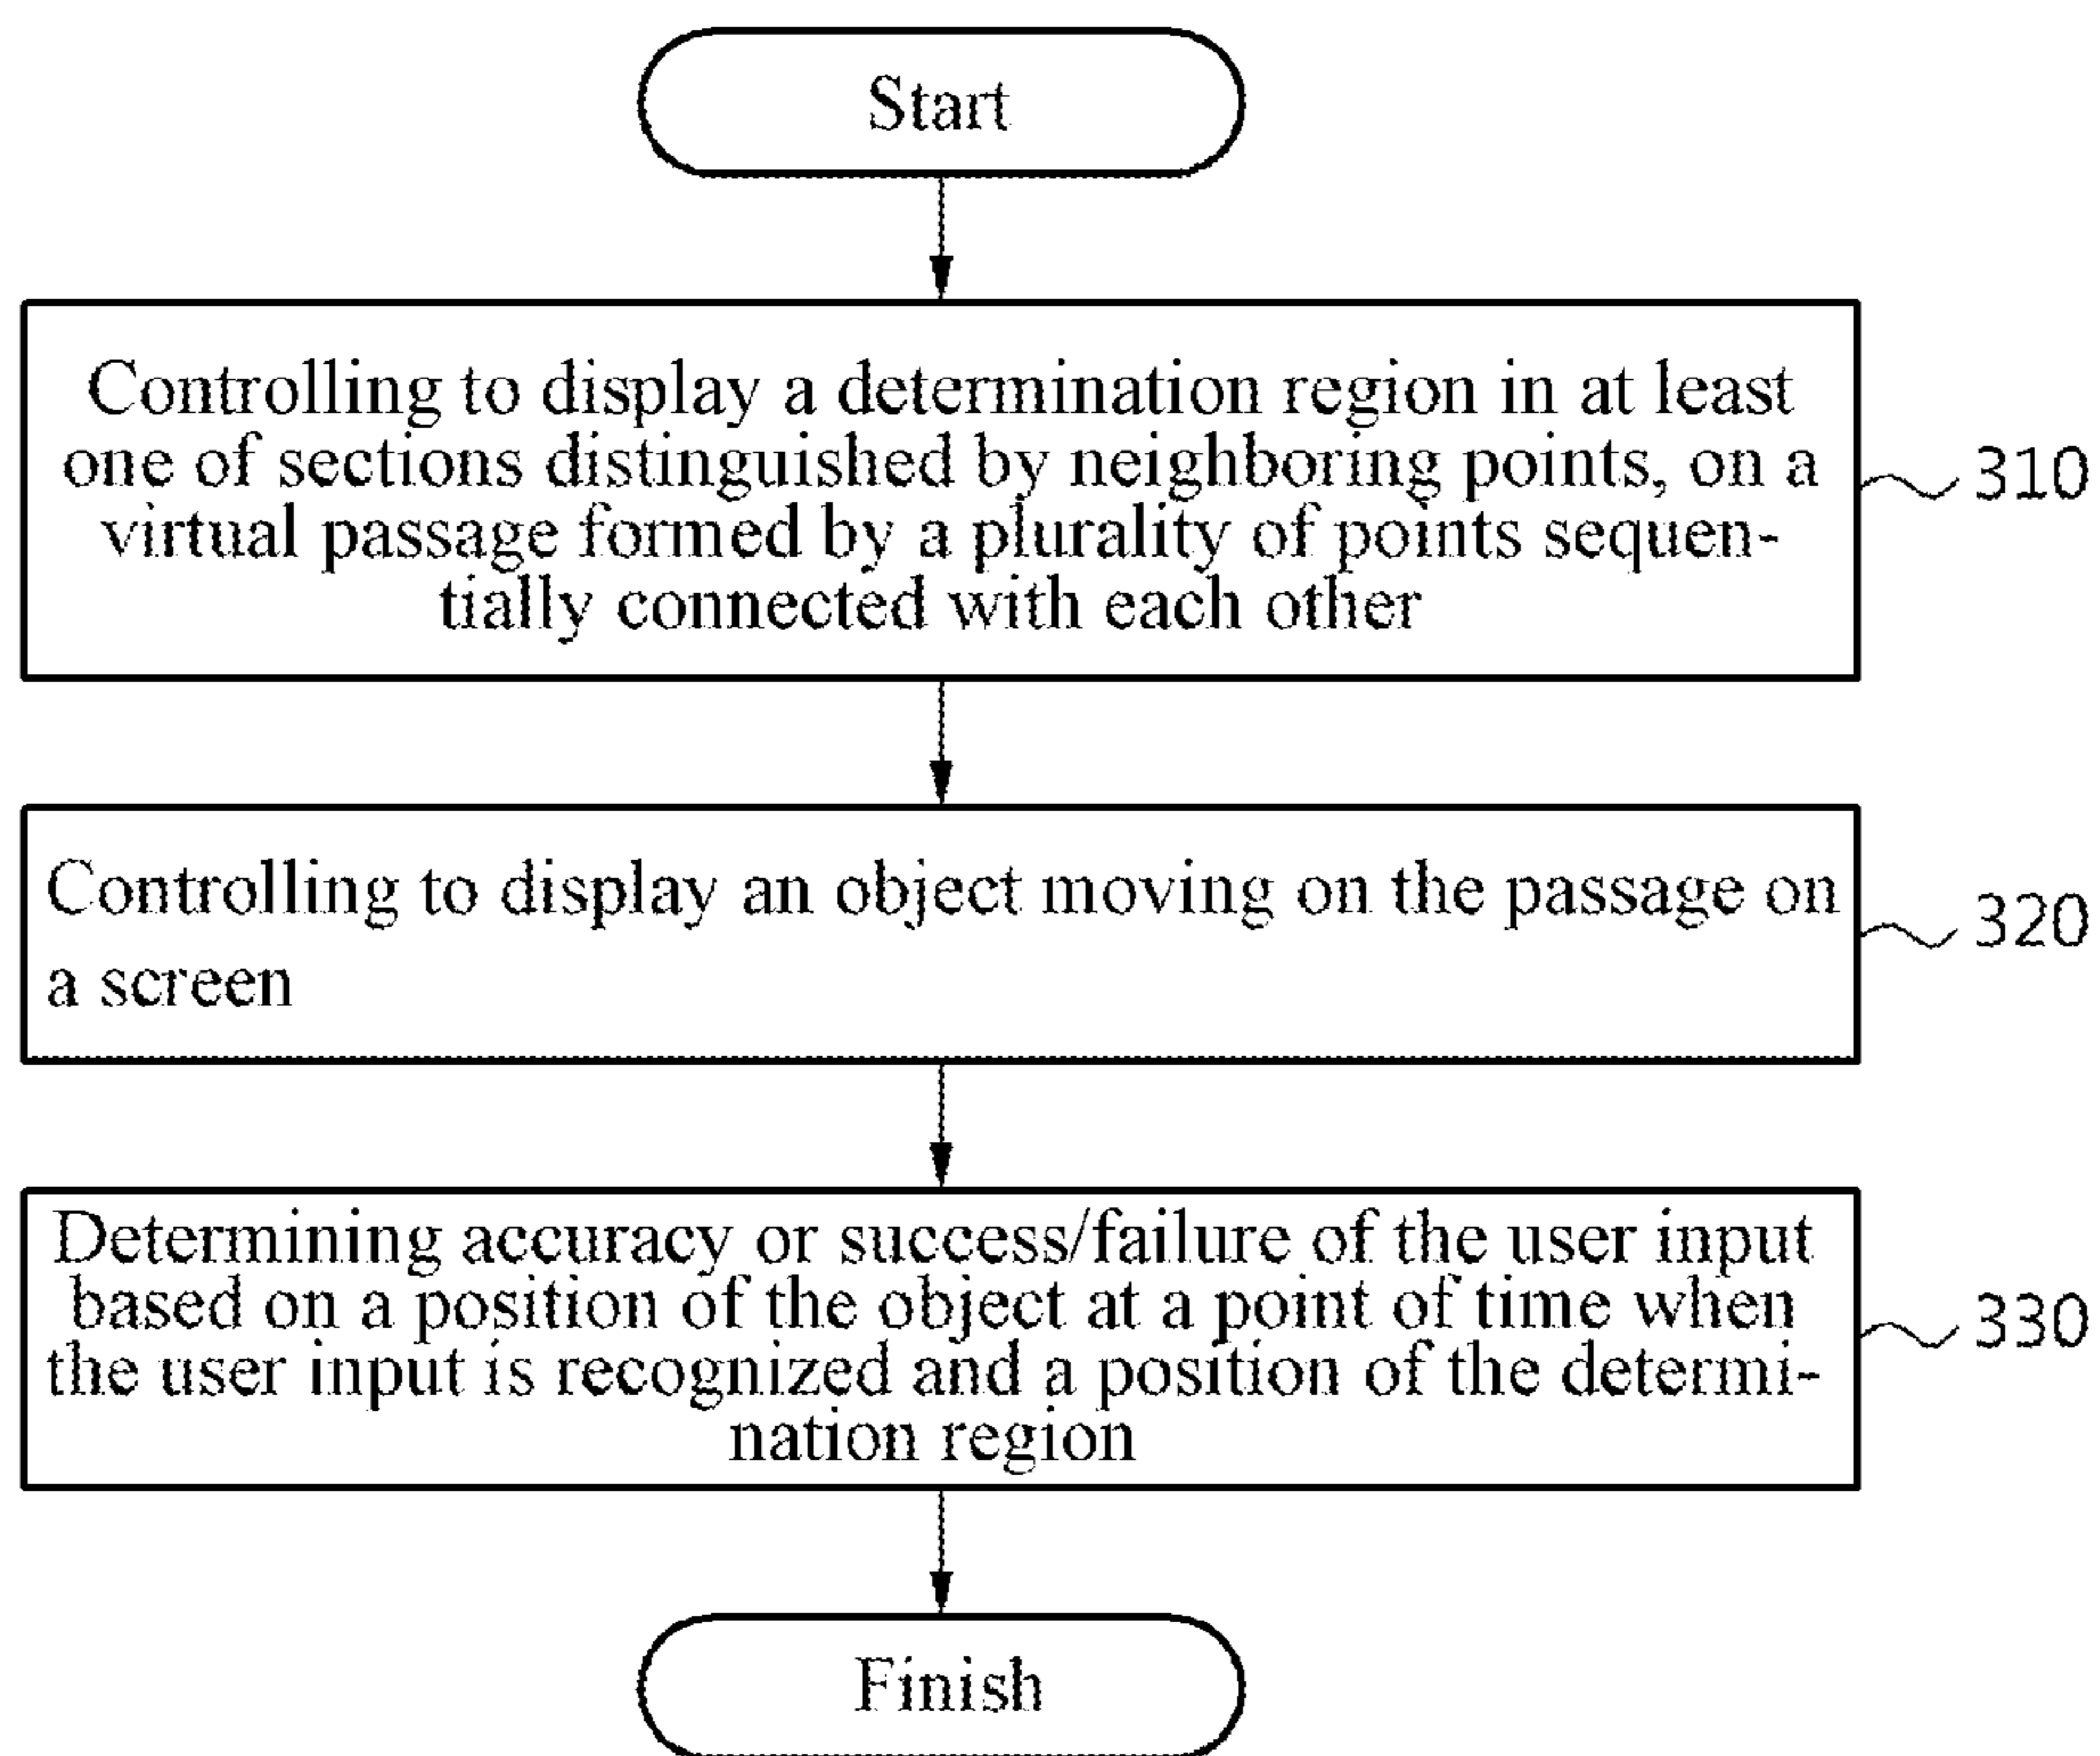 Start
Controlling to display a determination region in at least
one of sections distinguished by neighboring points, on a
virtual passage formed by a plurality of points sequen-
tially connected with each other
310
Controlling to display an object moving on the passage on
a screen
320
Determining accuracy or success/failure of the user input
based on a position of the object at a point of time when
the user input is recognized and a position of the determi-
nation region
330
Finish